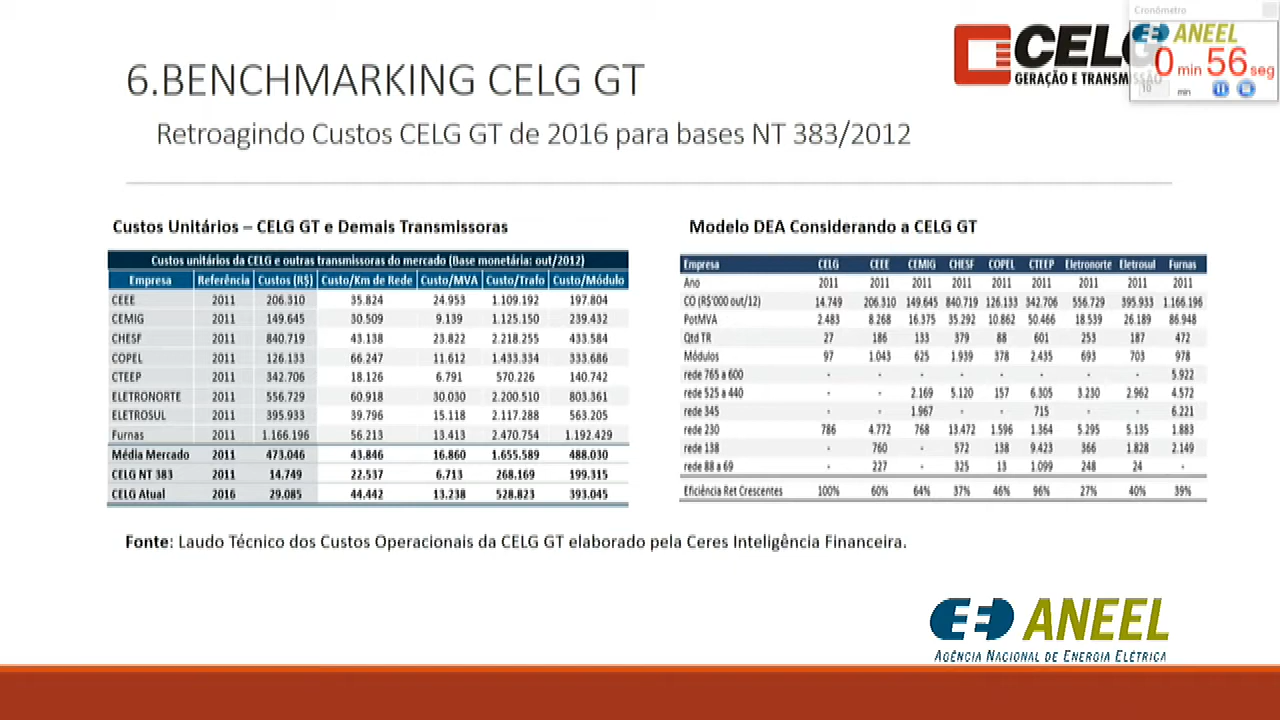 Cronômetro
CELG
GERAÇÃO E TRANSMISSÃO
ANEEL
0 min 56 seg
10 min
6.BENCHMARKING CELG GT
Retroagindo Custos CELG GT de 2016 para bases NT 383/2012
Custos Unitários – CELG GT e Demais Transmissoras
Custos unitários da CELG e outras transmissoras do mercado (Base monetária: out/2012)
Empresa Referência Custos (R$) Custo/Km de Rede Custo/MVA Custo/Trafo Custo/Módulo
CEEE 2011 206.310 35.824 24.953 1.109.192 197.804
CEMIG 2011 149.645 30.509 9.139 1.125.150 239.432
CHESF 2011 840.719 43.138 23.822 2.218.255 433.584
COPEL 2011 126.133 66.247 11.612 1.433.334 333.686
CTEEP 2011 342.706 18.126 6.791 570.226 140.742
ELETRONORTE 2011 556.729 60.918 30.030 2.200.510 803.361
ELETROSUL 2011 395.933 39.796 15.118 2.117.288 563.205
Furnas 2011 1.166.196 56.213 13.413 2.470.754 1.192.429
Média Mercado 2011 473.046 43.846 16.860 1.655.589 488.030
CELG NT 383 2011 14.749 22.537 6.713 268.169 199.315
CELG Atual 2016 29.085 44.442 13.238 528.823 393.045
Modelo DEA Considerando a CELG GT
Empresa CELG CEEE CEMIG CHESF COPEL CTEEP Eletronorte Eletrosul Furnas
Ano 2011 2011 2011 2011 2011 2011 2011 2011 2011
CO (R$'000 out/12) 14.749 206.310 149.645 840.719 126.133 342.706 556.729 395.933 1.166.196
PotMVA 2.483 8.268 16.375 35.292 10.862 50.466 18.539 26.189 86.948
Qtd TR 27 186 133 379 88 601 253 187 472
Módulos 97 1.043 625 1.939 378 2.435 693 703 978
rede 765 a 600 - - - - - - - - 5.922
rede 525 a 440 - - 2.169 5.120 157 6.305 3.230 2.962 4.572
rede 345 - - 1.967 - - 715 - - 6.221
rede 230 786 4.772 768 13.472 1.596 1.364 5.295 5.135 1.883
rede 138 - 760 - 572 138 9.423 366 1.828 2.149
rede 88 a 69 - 227 - 325 13 1.099 248 24 -
Eficiência Ret Crescentes 100% 60% 64% 37% 46% 96% 27% 40% 39%
Fonte: Laudo Técnico dos Custos Operacionais da CELG GT elaborado pela Ceres Inteligência Financeira.
ANEEL
AGÊNCIA NACIONAL DE ENERGIA ELÉTRICA